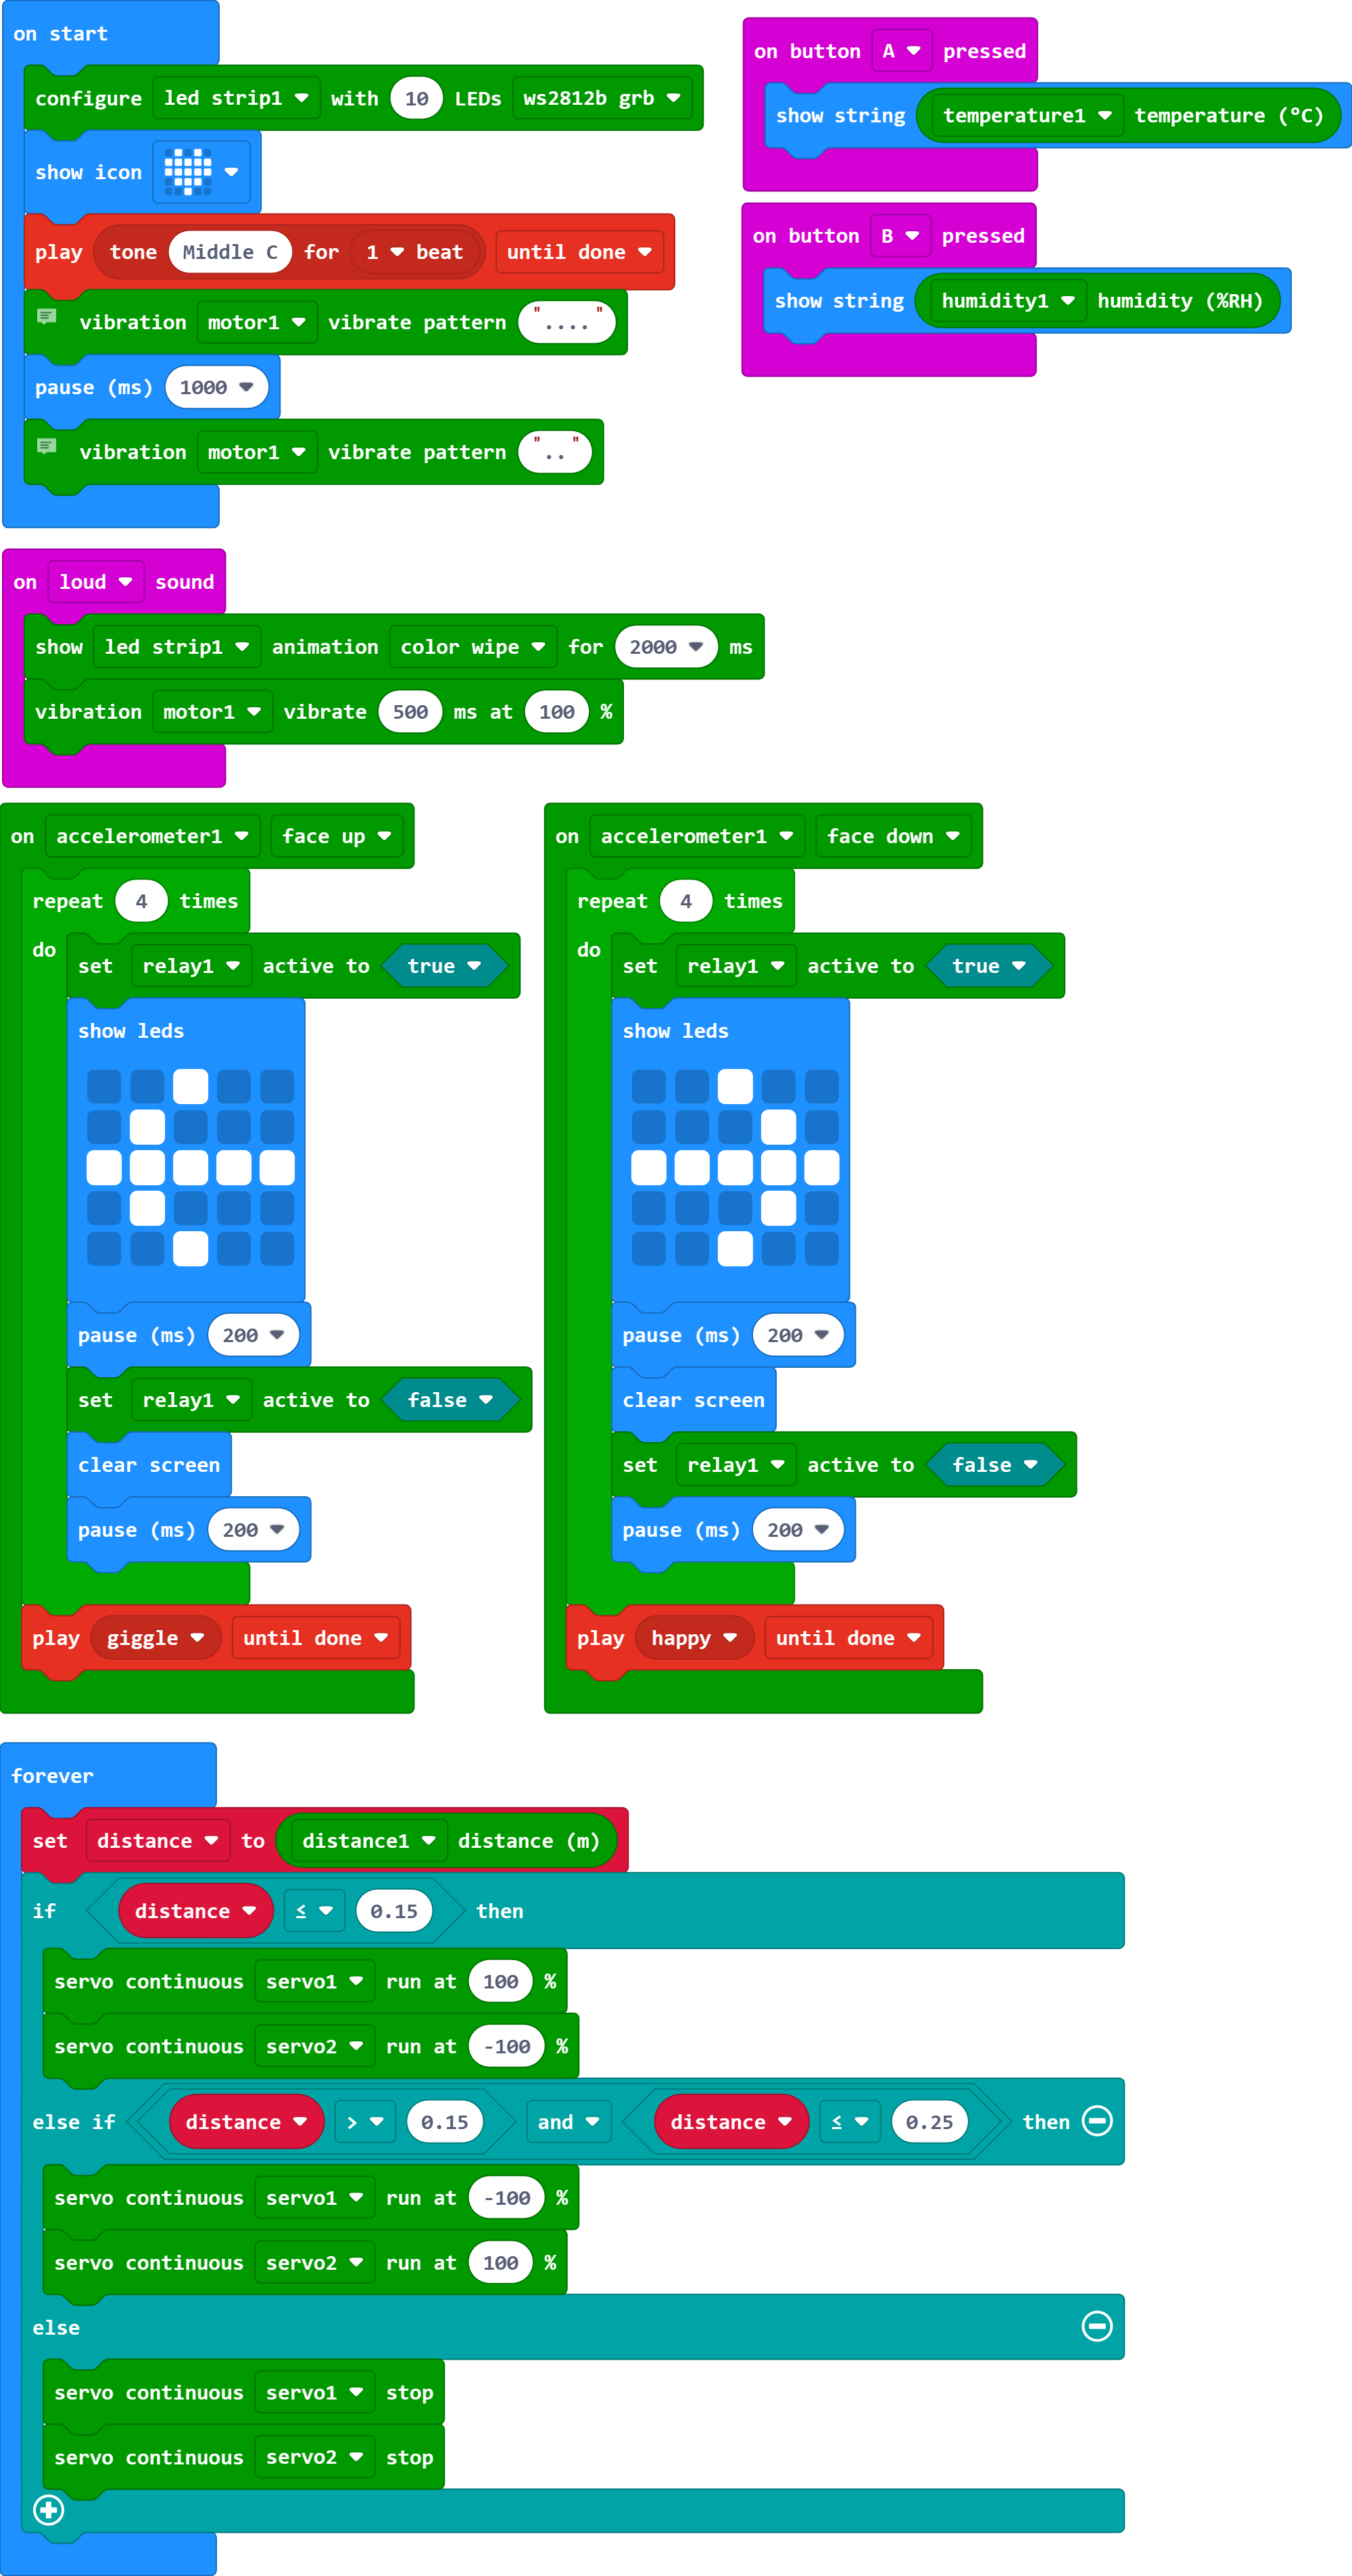 on start
configure led strip1 with 10 LEDs ws2812b grb
show icon
play tone Middle C for 1 beat until done
vibration motor1 vibrate pattern "...."
pause (ms) 1000
vibration motor1 vibrate pattern ".."
on button A pressed
show string temperature1 temperature (°C)
on button B pressed
show string humidity1 humidity (%RH)
on loud sound
show led strip1 animation color wipe for 2000 ms
vibration motor1 vibrate 500 ms at 100 %
on accelerometer1 face up
repeat 4 times
do
set relay1 active to true
show leds
pause (ms) 200
set relay1 active to false
clear screen
pause (ms) 200
play giggle until done
on accelerometer1 face down
repeat 4 times
do
set relay1 active to true
show leds
pause (ms) 200
clear screen
set relay1 active to false
pause (ms) 200
play happy until done
forever
set distance to distance1 distance (m)
if distance ≤ 0.15 then
servo continuous servo1 run at 100 %
servo continuous servo2 run at -100 %
else if distance > 0.15 and distance ≤ 0.25 then
servo continuous servo1 run at -100 %
servo continuous servo2 run at 100 %
else
servo continuous servo1 stop
servo continuous servo2 stop